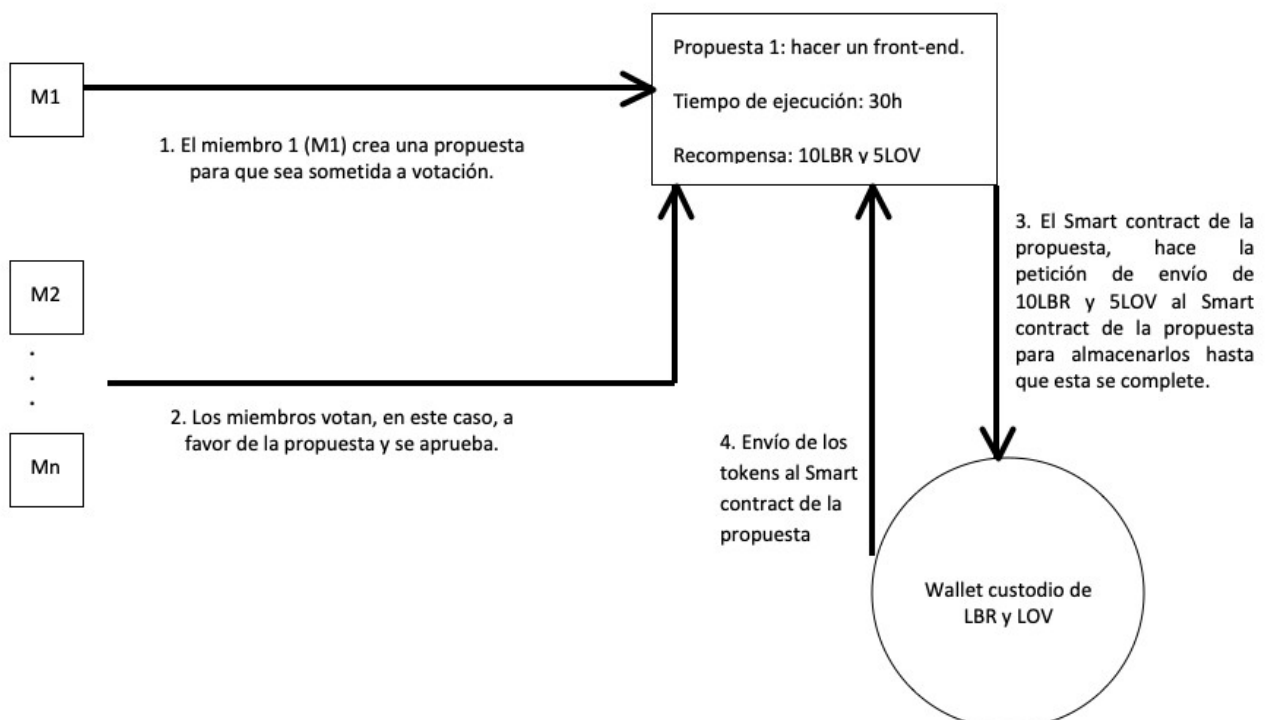 M1
1. El miembro 1 (M1) crea una propuesta
para que sea sometida a votación.
Propuesta 1: hacer un front-end.
Tiempo de ejecución: 30h
Recompensa: 10LBR y 5LOV
M2
.
.
.
Mn
2. Los miembros votan, en este caso, a
favor de la propuesta y se aprueba.
3. El Smart contract de la
propuesta, hace la
petición de envío de
10LBR y 5LOV al Smart
contract de la propuesta
para almacenarlos hasta
que esta se complete.
4. Envío de los
tokens al Smart
contract de la
propuesta
Wallet custodio de
LBR y LOV